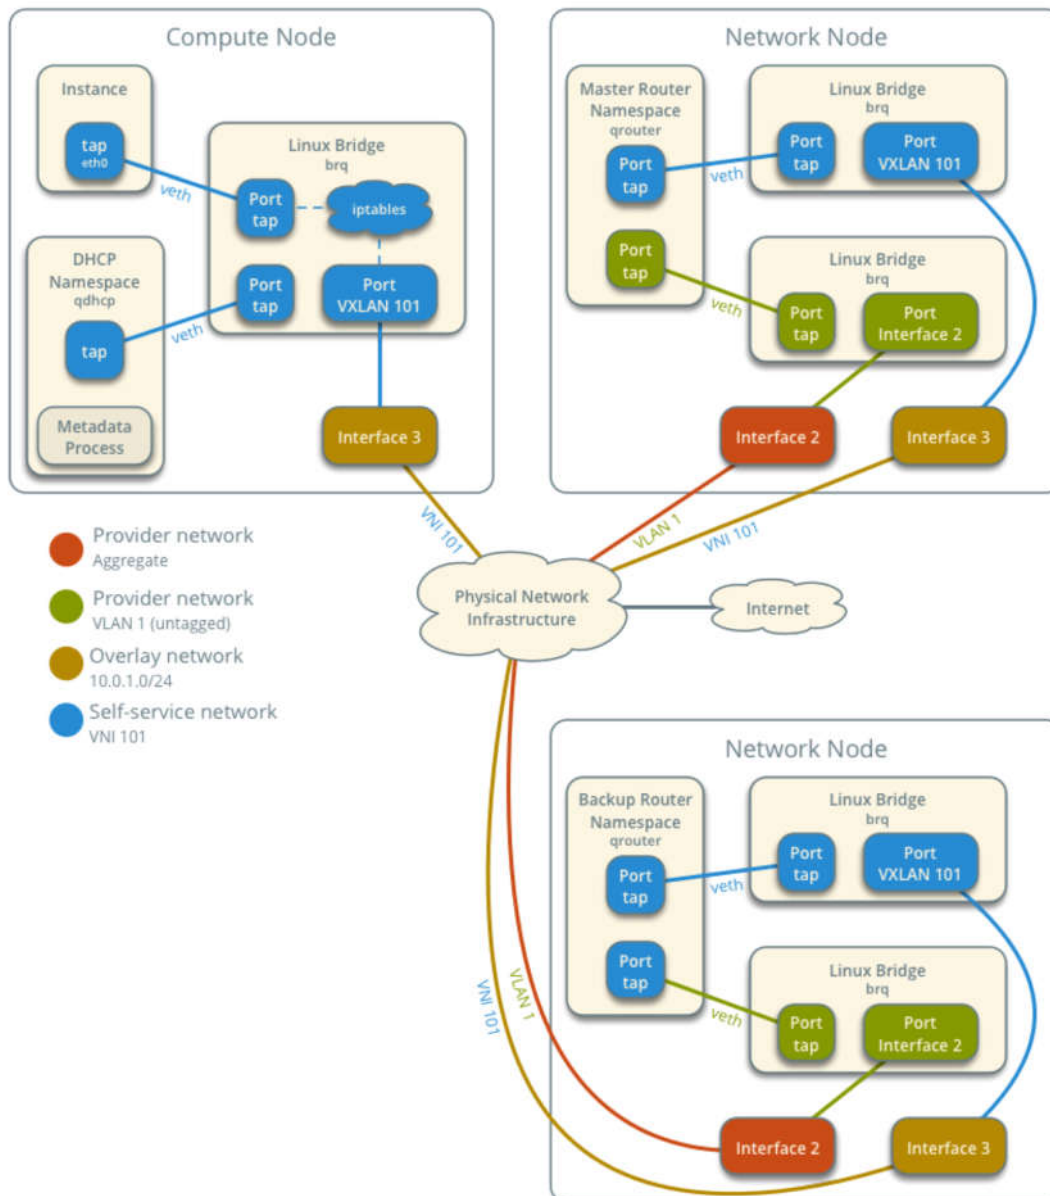 Compute Node
Instance
tap
eth0
veth
Linux Bridge
brq
Port
tap
iptables
DHCP
Namespace
qdhcp
tap
veth
Port
tap
Port
VXLAN 101
Metadata
Process
Interface 3
Network Node
Master Router
Namespace
qrouter
Port
tap
veth
Linux Bridge
brq
Port
tap
Port
VXLAN 101
Port
tap
veth
Linux Bridge
brq
Port
tap
Port
Interface 2
Interface 2
Interface 3
VNI 101
VLAN 1
VNI 101
Provider network
Aggregate
Provider network
VLAN 1 (untagged)
Overlay network
10.0.1.0/24
Self-service network
VNI 101
Physical Network
Infrastructure
Internet
VNI 101
VLAN 1
Network Node
Backup Router
Namespace
qrouter
Port
tap
veth
Linux Bridge
brq
Port
tap
Port
VXLAN 101
Port
tap
veth
Linux Bridge
brq
Port
tap
Port
Interface 2
Interface 2
Interface 3